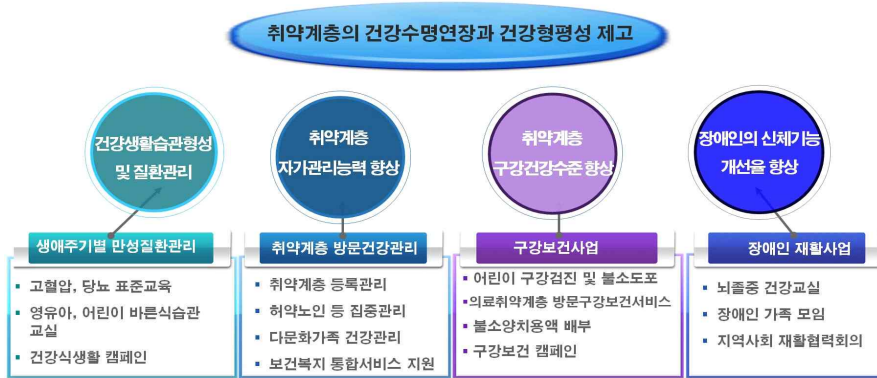 취약계층의 건강수명연장과 건강형평성 제고
건강생활습관형성
및 질환관리
취약계층
자가관리능력 향상
취약계층
구강건강수준 향상
장애인의 신체기능
개선율 향상
생애주기별 만성질환관리
고혈압, 당뇨 표준교육
영유아, 어린이 바른식습관
교실
건강식생활 캠페인
취약계층 방문건강관리
취약계층 등록관리
허약노인 등 집중관리
다문화가족 건강관리
보건복지 통합서비스 지원
구강보건사업
어린이 구강검진 및 불소도포
의료취약계층 방문구강보건서비스
불소양치용액 배부
구강보건 캠페인
장애인 재활사업
뇌졸중 건강교실
장애인 가족 모임
지역사회 재활협력회의